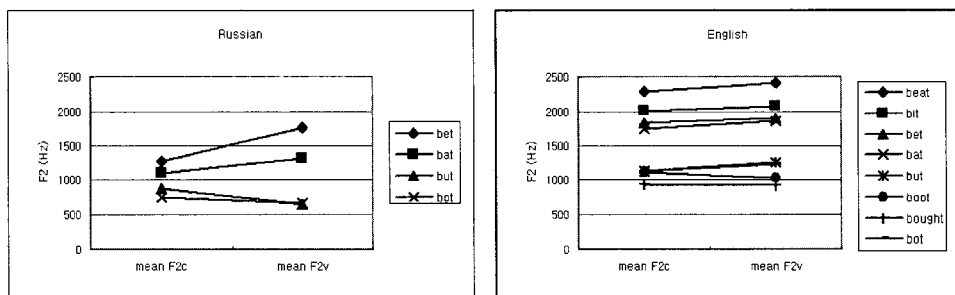 Russian
F2 (Hz)
2500
2000
1500
1000
500
0
mean F2c
mean F2v
bet
bat
but
bot
English
F2 (Hz)
2500
2000
1500
1000
500
0
mean F2c
mean F2v
beat
bit
bet
bat
but
boot
bought
bot